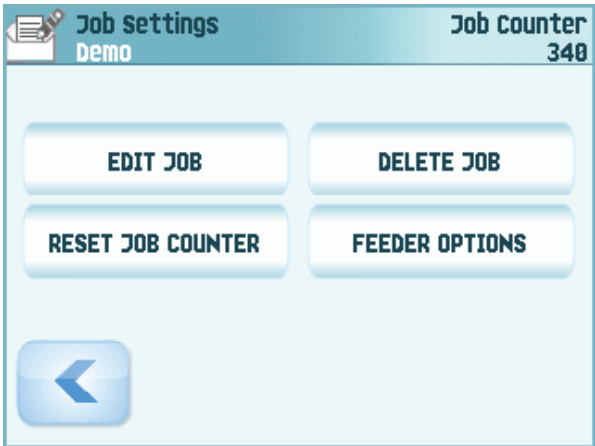 Job Settings
Demo
Job Counter
340
EDIT JOB
DELETE JOB
RESET JOB COUNTER
FEEDER OPTIONS